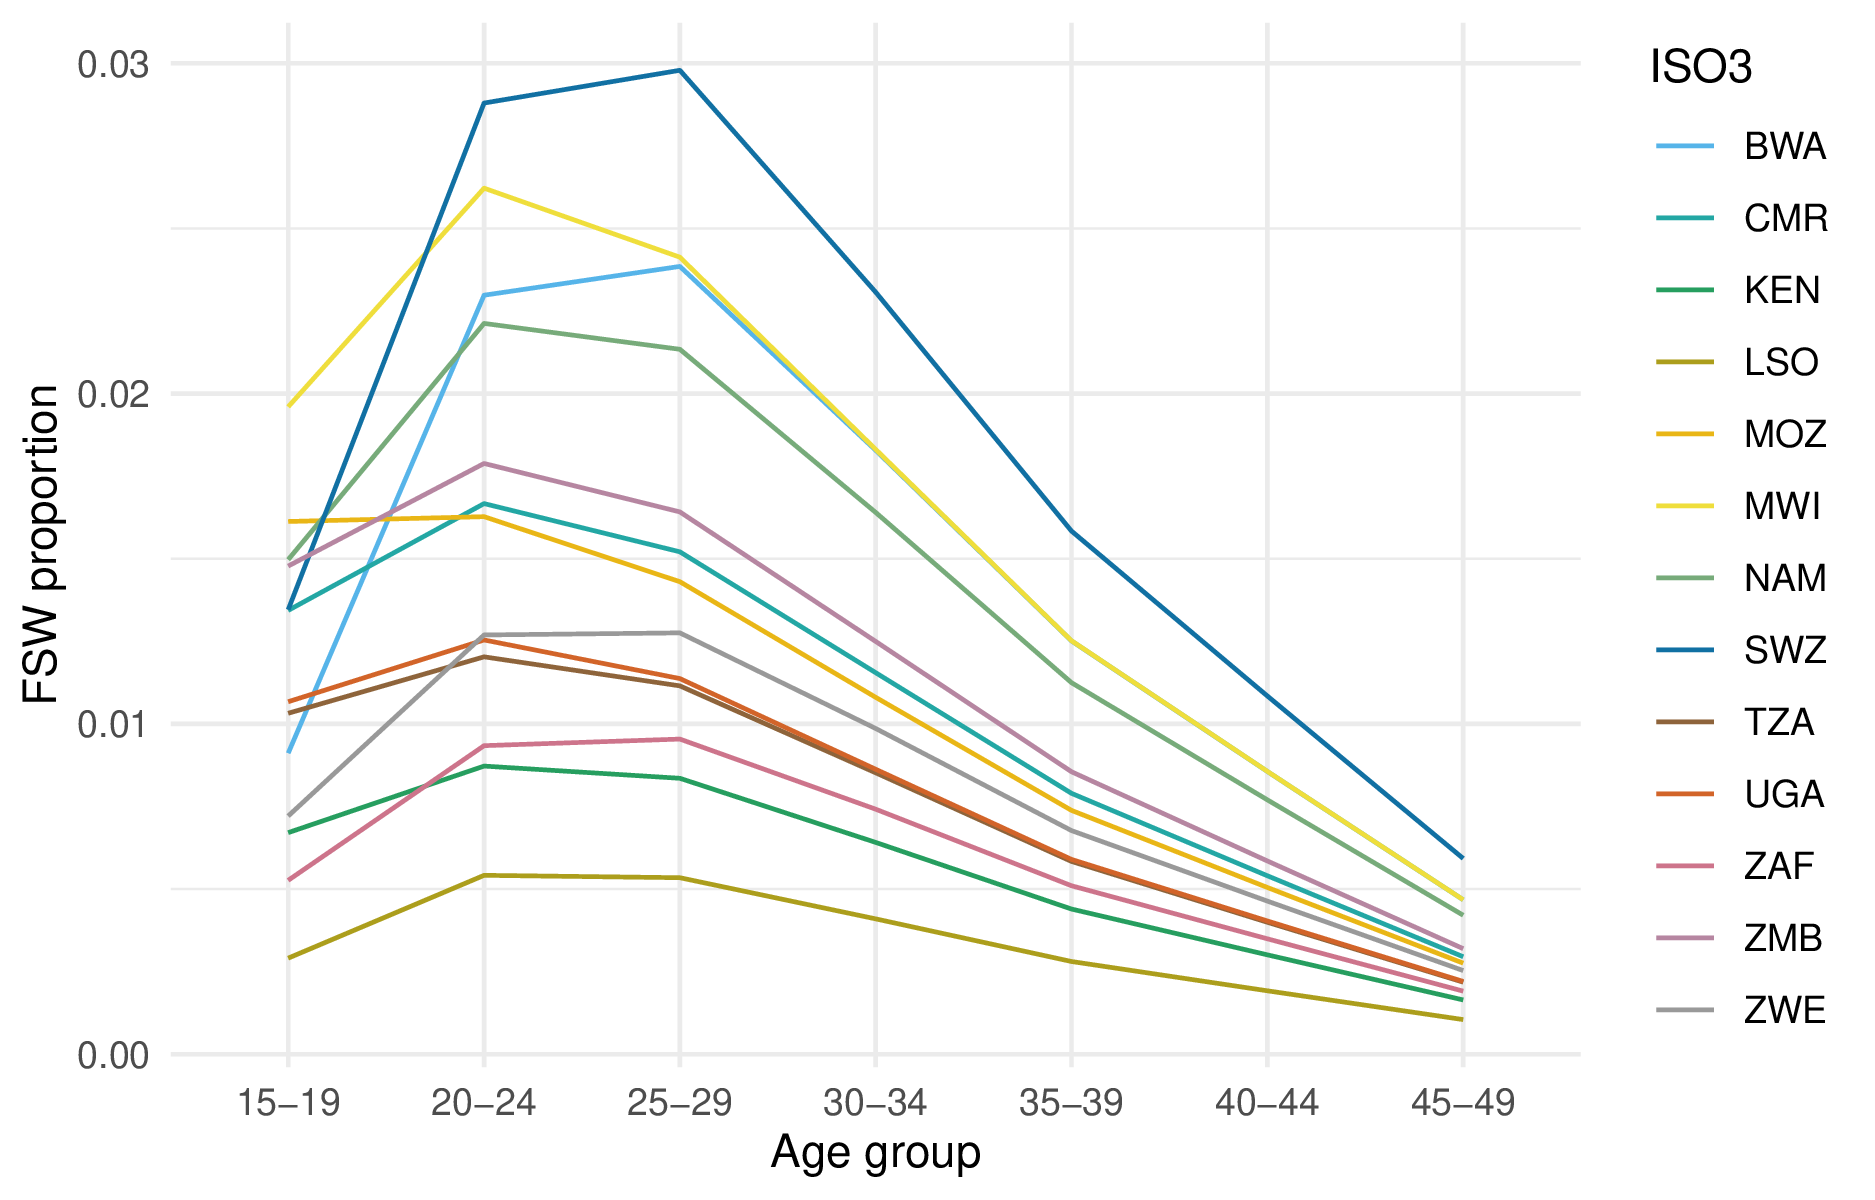 0.03
0.02
0.01
0.00
FSW proportion
15–19 20–24 25–29 30–34 35–39 40–44 45–49
Age group
ISO3
BWA
CMR
KEN
LSO
MOZ
MWI
NAM
SWZ
TZA
UGA
ZAF
ZMB
ZWE